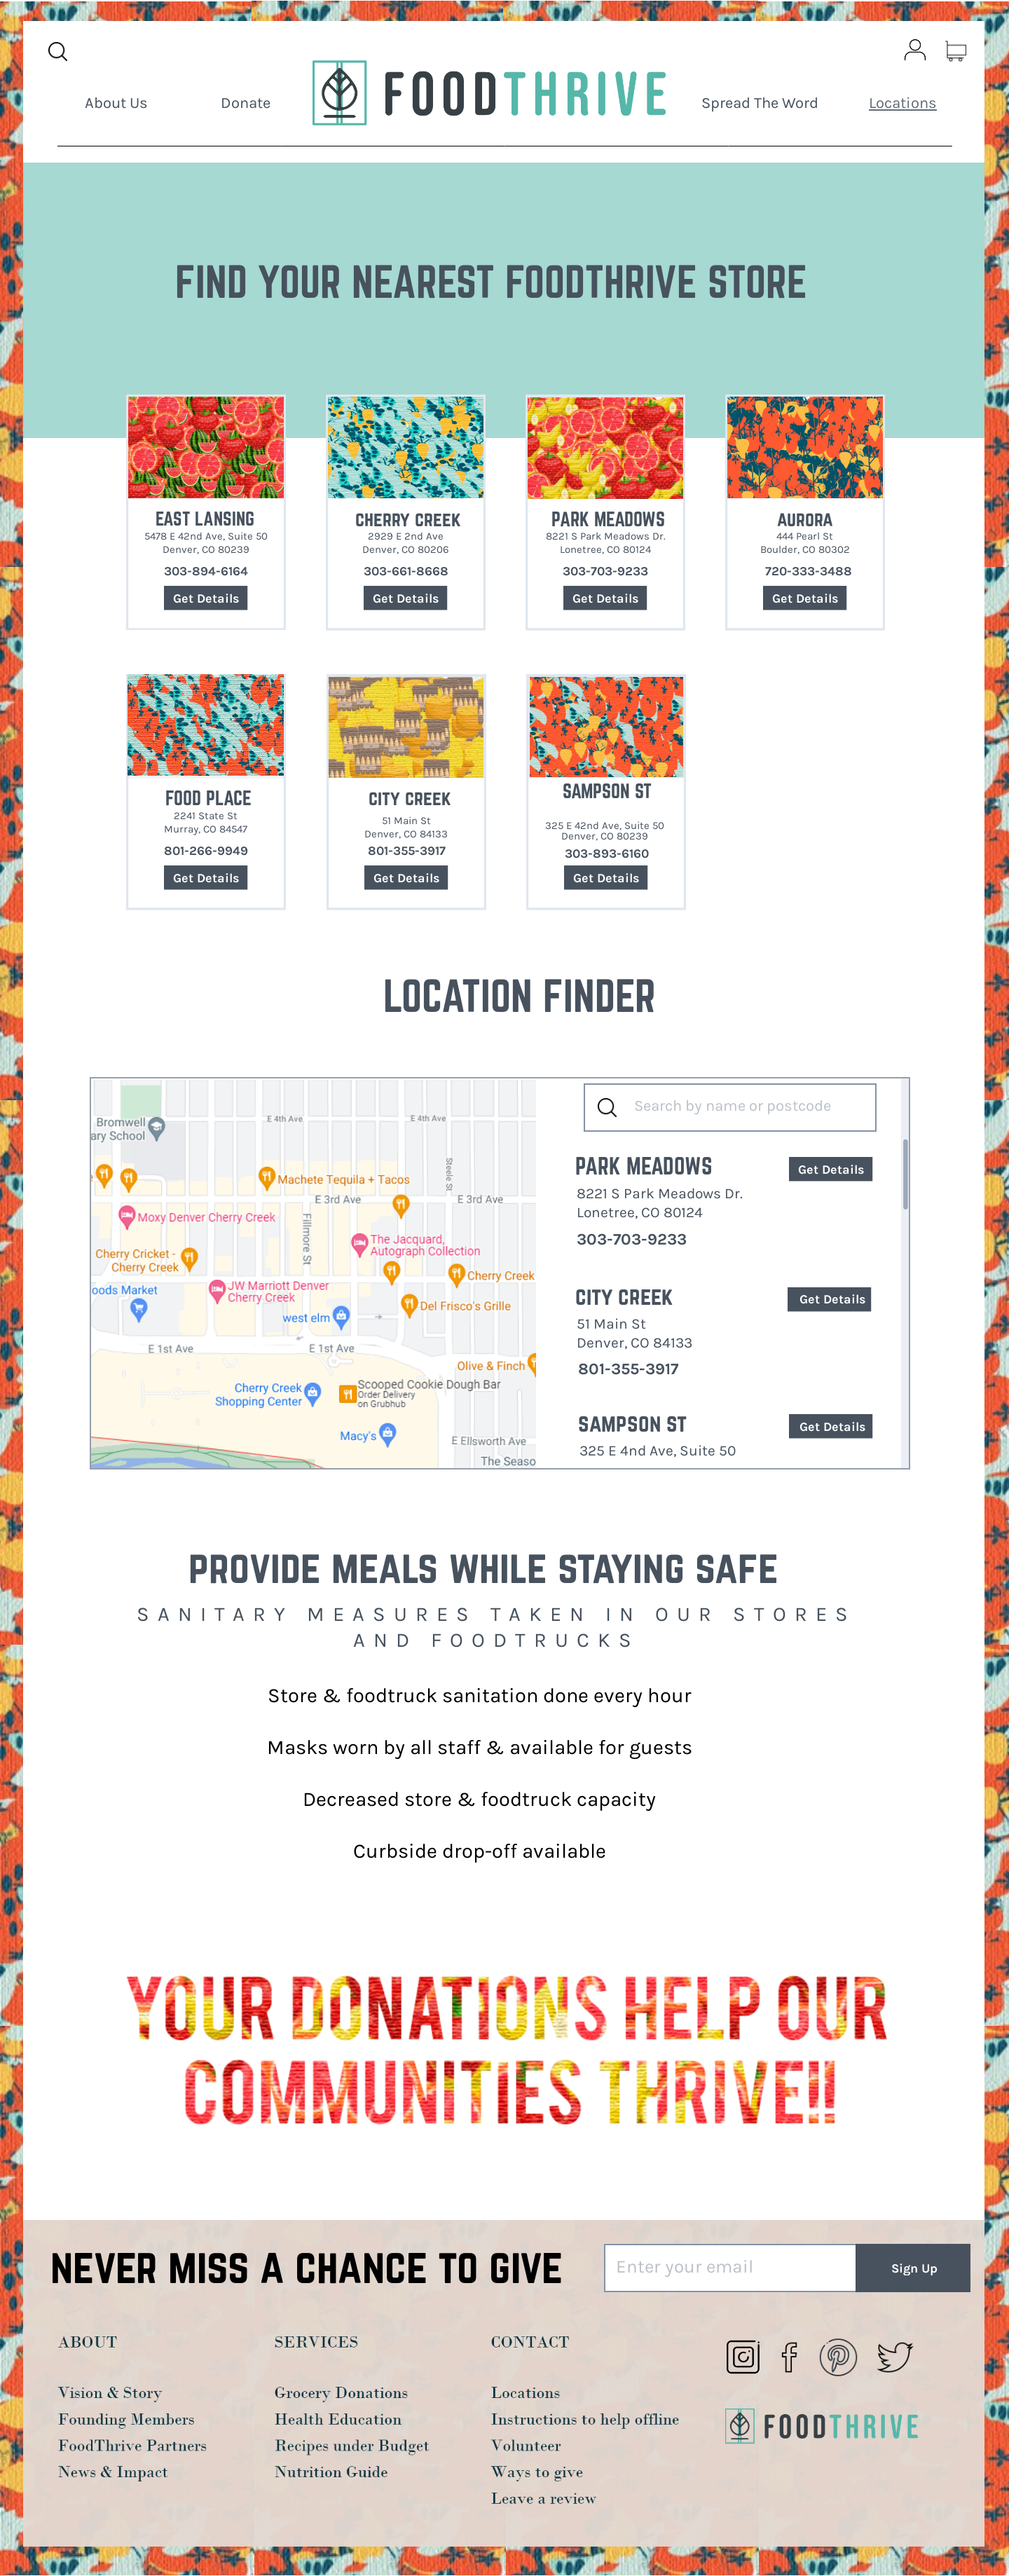 About Us
Donate
FOODTHRIVE
Spread The Word
Locations
FIND YOUR NEAREST FOODTHRIVE STORE
EAST LANSING
5478 E 42nd Ave, Suite 50
Denver, CO 80239
303-894-6164
Get Details
CHERRY CREEK
2929 E 2nd Ave
Denver, CO 80206
303-661-8668
Get Details
PARK MEADOWS
8221 S Park Meadows Dr.
Lonetree, CO 80124
303-703-9233
Get Details
AURORA
444 Pearl St
Boulder, CO 80302
720-333-3488
Get Details
FOOD PLACE
2241 State St
Murray, CO 84547
801-266-9949
Get Details
CITY CREEK
51 Main St
Denver, CO 84133
801-355-3917
Get Details
SAMPSON ST
325 E 42nd Ave, Suite 50
Denver, CO 80239
303-893-6160
Get Details
LOCATION FINDER
Bromwell
ary School
E 4th Ave
E 4th Ave
Steele St
Machete Tequila + Tacos
E 3rd Ave
E 3rd Ave
Moxy Denver Cherry Creek
Fillmore St
The Jacquard,
Autograph Collection
Cherry Cricket -
Cherry Creek
Cherry Creek
oods Market
JW Marriott Denver
Cherry Creek
Del Frisco's Grille
west elm
E 1st Ave
E 1st Ave
Olive & Finch
Scooped Cookie Dough Bar
Order Delivery
on Grubhub
Cherry Creek
Shopping Center
Macy's
E Ellsworth Ave
The Seaso
Search by name or postcode
PARK MEADOWS
Get Details
8221 S Park Meadows Dr.
Lonetree, CO 80124
303-703-9233
CITY CREEK
Get Details
51 Main St
Denver, CO 84133
801-355-3917
SAMPSON ST
Get Details
325 E 4nd Ave, Suite 50
PROVIDE MEALS WHILE STAYING SAFE
SANITARY MEASURES TAKEN IN OUR STORES
AND FOODTRUCKS
Store & foodtruck sanitation done every hour
Masks worn by all staff & available for guests
Decreased store & foodtruck capacity
Curbside drop-off available
YOUR DONATIONS HELP OUR
COMMUNITIES THRIVE!!
NEVER MISS A CHANCE TO GIVE
Enter your email
Sign Up
ABOUT
Vision & Story
Founding Members
FoodThrive Partners
News & Impact
SERVICES
Grocery Donations
Health Education
Recipes under Budget
Nutrition Guide
CONTACT
Locations
Instructions to help offline
Volunteer
Ways to give
Leave a review
FOODTHRIVE